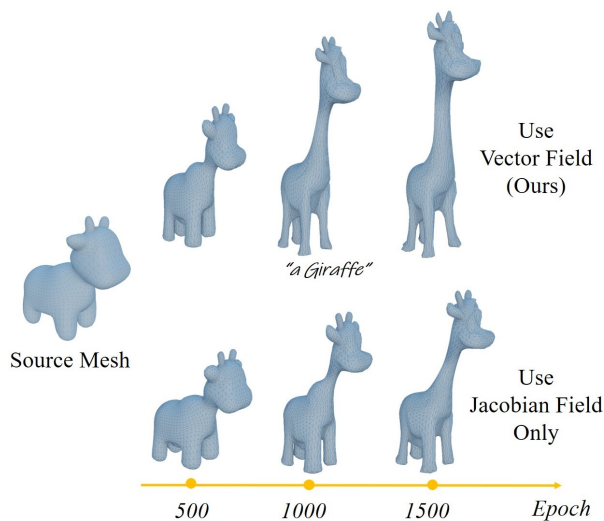 Use
Vector Field
(Ours)
"a Giraffe"
Source Mesh
Use
Jacobian Field
Only
500
1000
1500
Epoch